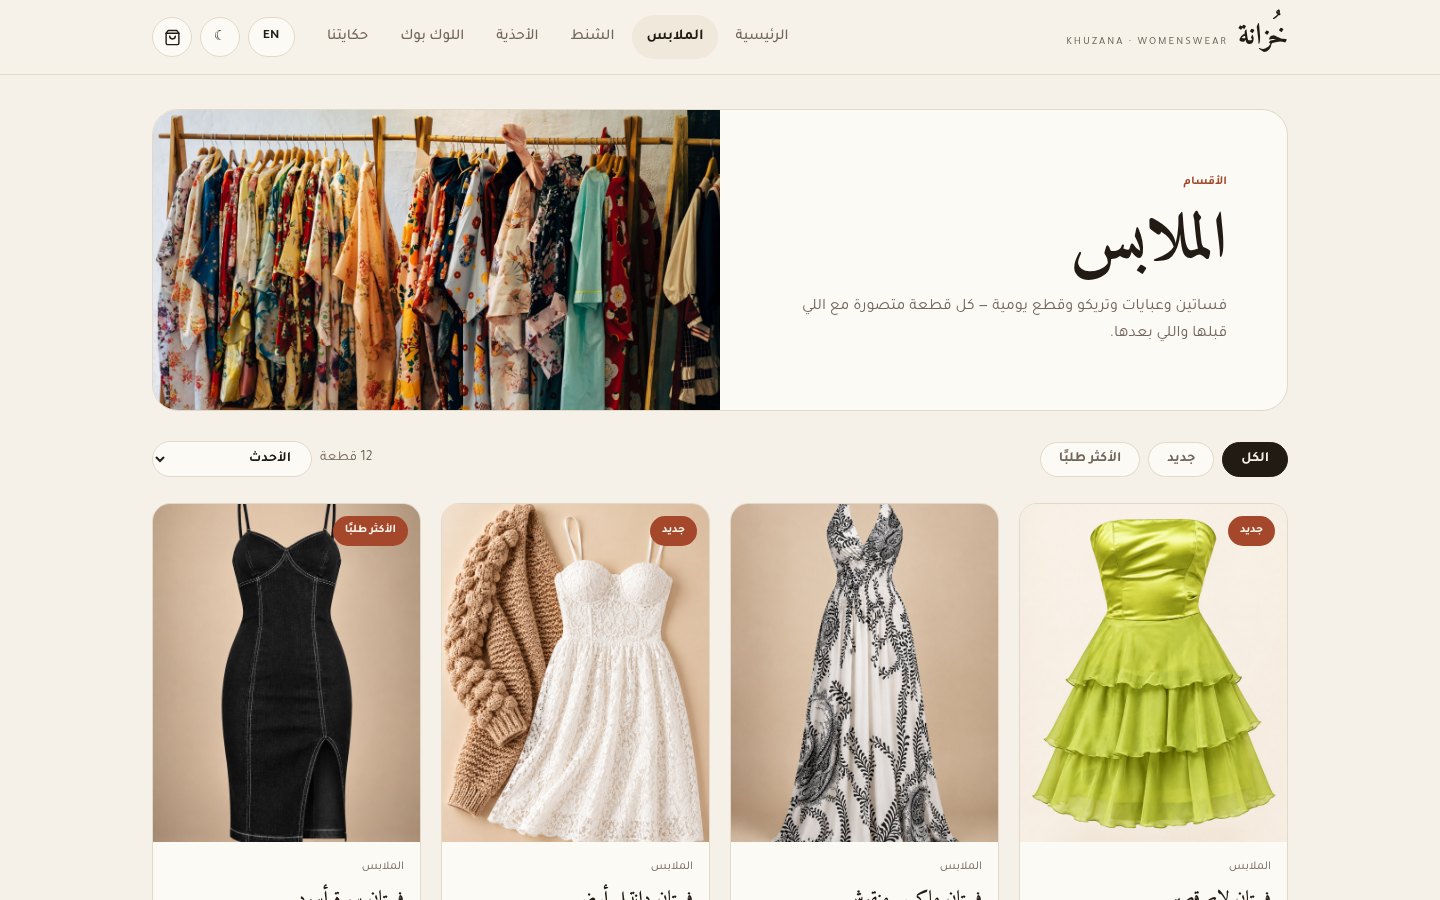 خُزانة
KHUZANA · WOMENSWEAR
الرئيسية
الملابس
الشنط
الأحذية
اللوك بوك
حكايتنا
EN
الأقسام
الملابس
فساتين وعبايات وتريكو وقطع يومية — كل قطعة متصورة مع اللي
قبلها واللي بعدها.
الكل
جديد
الأكثر طلبًا
12 قطعة
الأحدث
جديد
جديد
الأكثر طلبًا
الملابس
الملابس
الملابس
الملابس